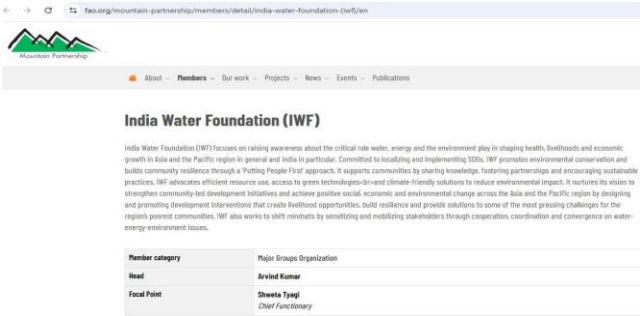 fao.org/mountain-partnership/members/detail/india-water-foundation-(iwf)/en
Mountain Partnership
About Members Our work Projects News Events Publications
India Water Foundation (IWF)
India Water Foundation (IWF) focuses on raising awareness about the critical role water, energy and the environment play in shaping health, livelihoods and economic
growth in Asia and the Pacific region in general and India in particular. Committed to localizing and implementing SDGs, IWF promotes environmental conservation and
builds community resilience through a 'Putting People First' approach. It supports communities by sharing knowledge, fostering partnerships and encouraging sustainable
practices. IWF advocates efficient resource use, access to green technologies<br>and climate-friendly solutions to reduce environmental impact. It nurtures its vision to
strengthen community-led development initiatives and achieve positive social, economic and environmental change across the Asia and the Pacific region by designing
and promoting development interventions that create livelihood opportunities, build resilience and provide solutions to some of the most pressing challenges for the
region's poorest communities. IWF also works to shift mindsets by sensitizing and mobilizing stakeholders through cooperation, coordination and convergence on water-
energy-environment issues.
Member category Major Groups Organization
Head Arvind Kumar
Focal Point Shweta Tyagi
Chief Functionary